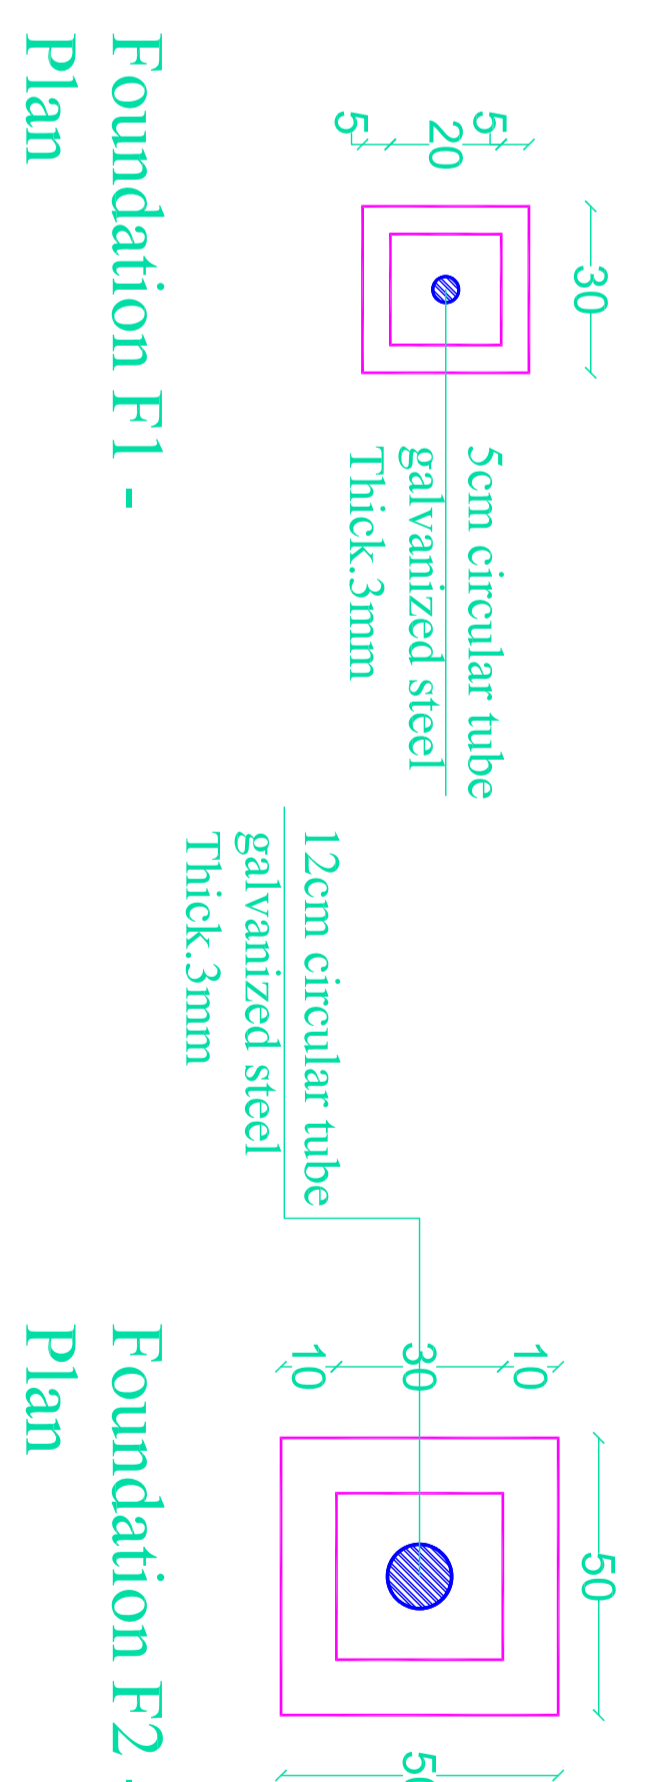 30
5
20
5
5cm circular tube
galvanized steel
Thick.3mm
Foundation F1 -
Plan
12cm circular tube
galvanized steel
Thick.3mm
50
10
30
10
Foundation F2 -
Plan